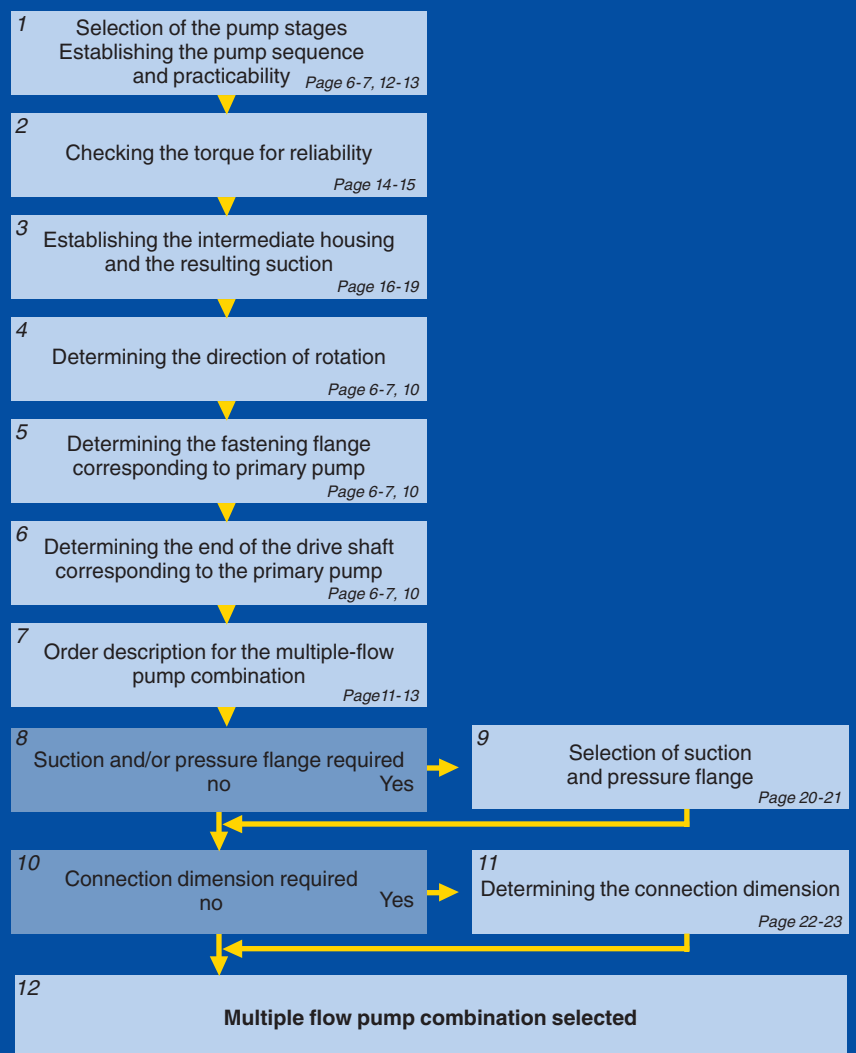 1
Selection of the pump stages
Establishing the pump sequence
and practicability Page 6-7, 12-13
2
Checking the torque for reliability
Page 14-15
3
Establishing the intermediate housing
and the resulting suction
Page 16-19
4
Determining the direction of rotation
Page 6-7, 10
5
Determining the fastening flange
corresponding to primary pump
Page 6-7, 10
6
Determining the end of the drive shaft
corresponding to the primary pump
Page 6-7, 10
7
Order description for the multiple-flow
pump combination
Page11-13
8
Suction and/or pressure flange required
no Yes
9
Selection of suction
and pressure flange
Page 20-21
10
Connection dimension required
no Yes
11
Determining the connection dimension
Page 22-23
12
Multiple flow pump combination selected